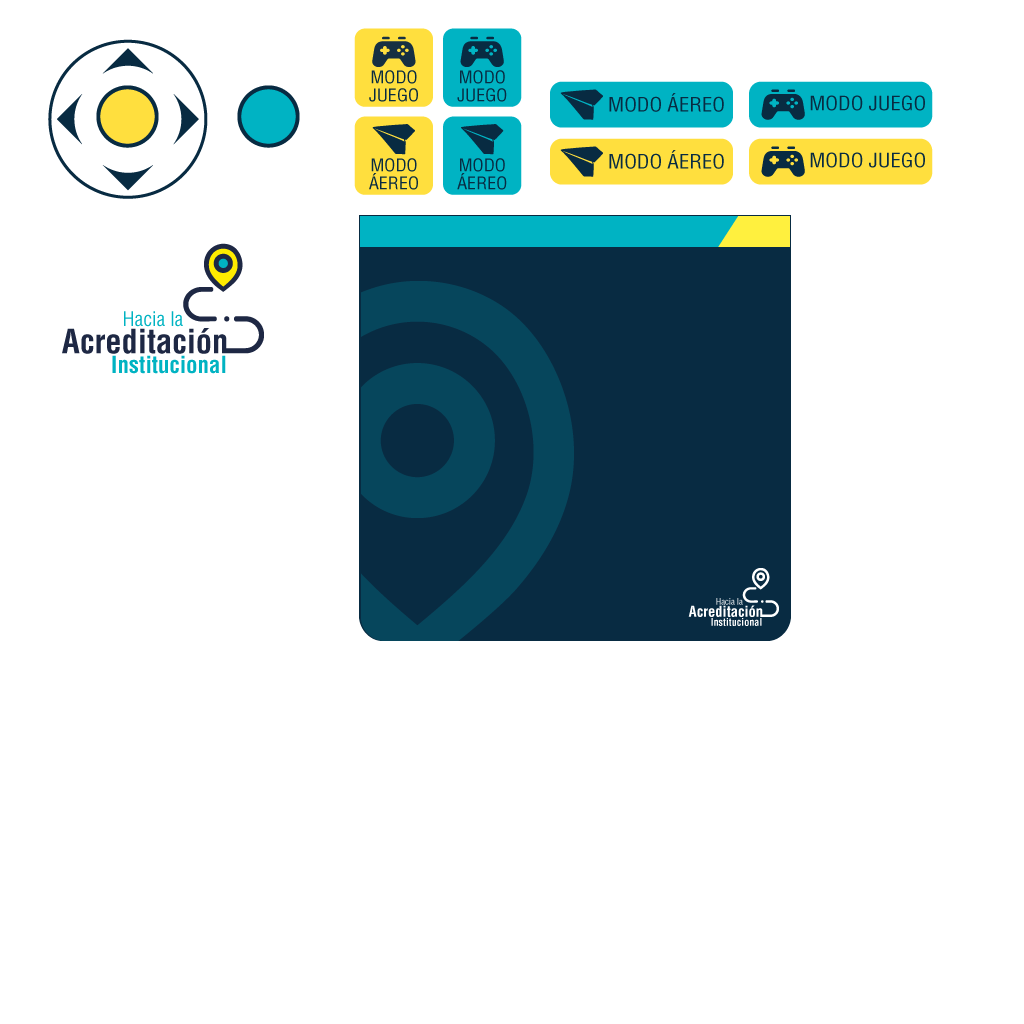 MODO
JUEGO
MODO
JUEGO
MODO
ÁEREO
MODO
ÁEREO
MODO ÁEREO
MODO JUEGO
MODO ÁEREO
MODO JUEGO
Hacia la
Acreditación
Institucional
Hacia la
Acreditación
Institucional